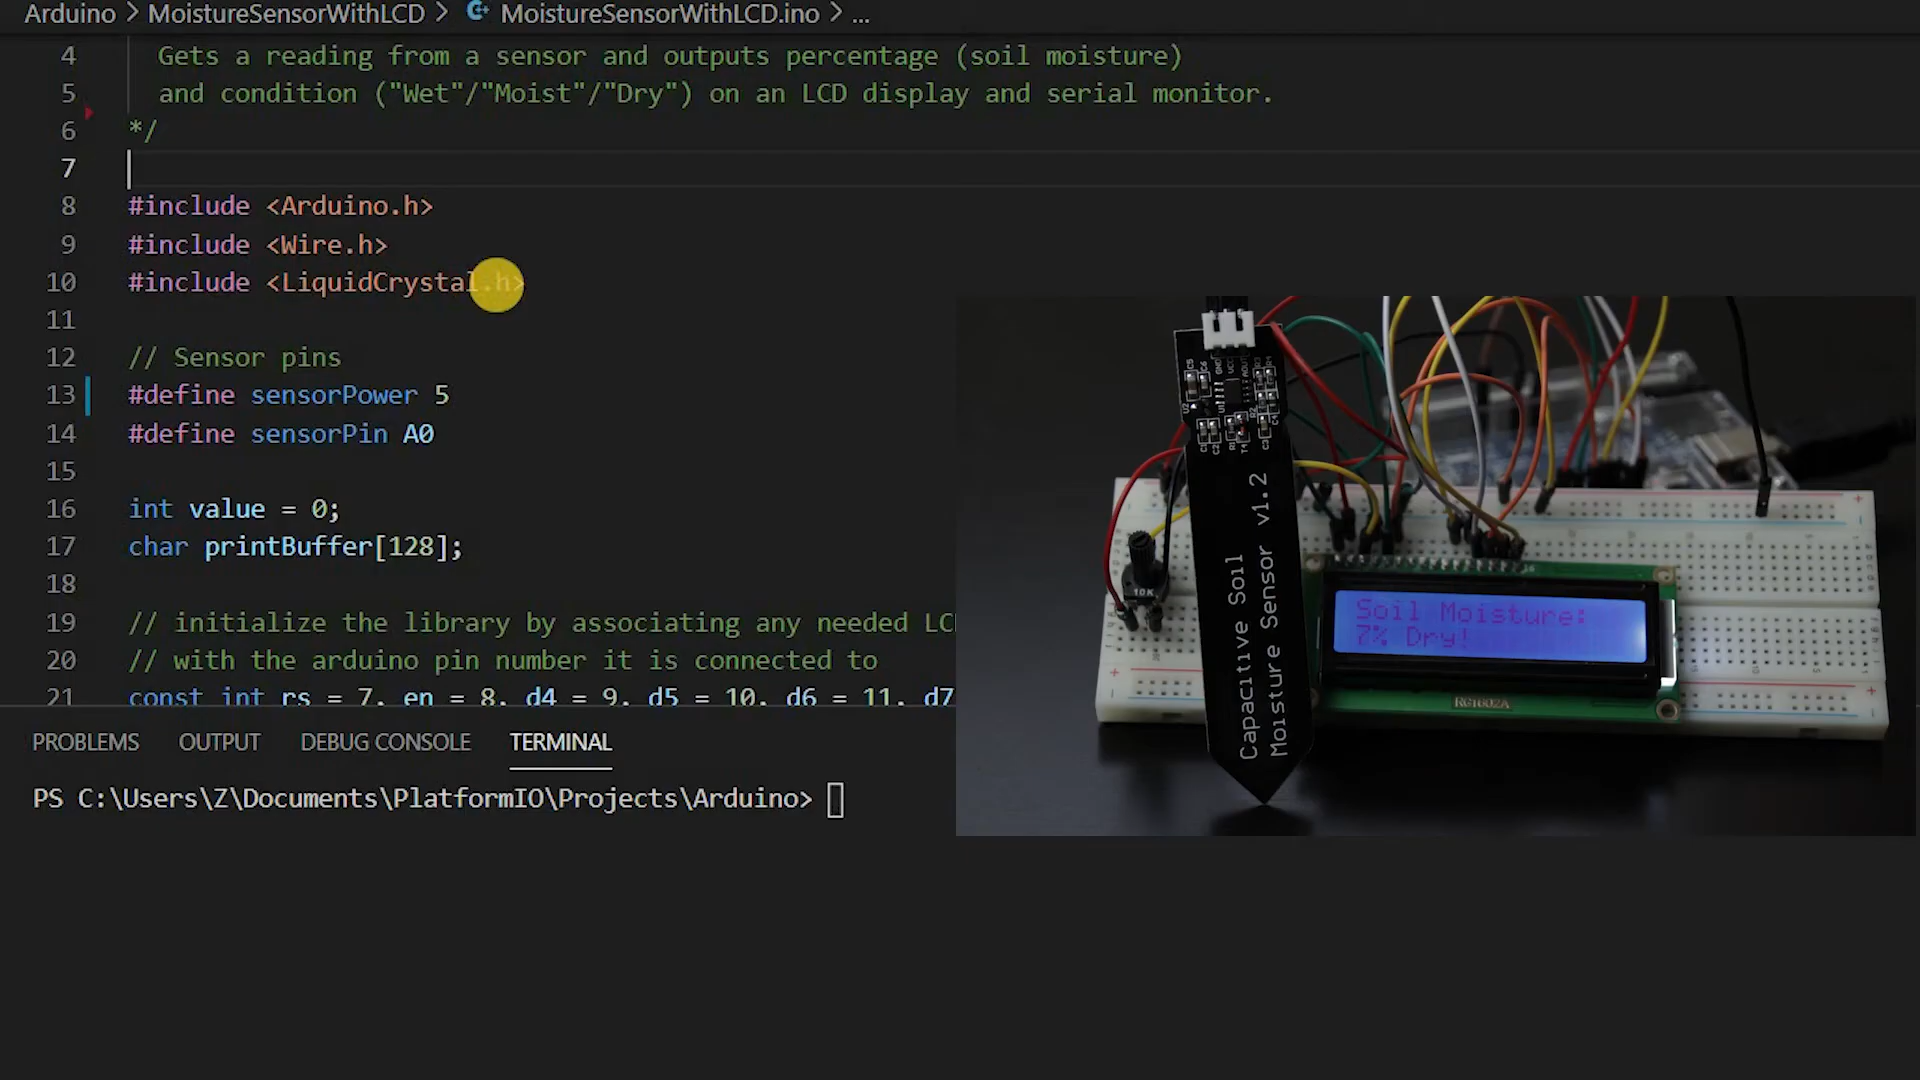 Arduino > MoistureSensorWithLCD > MoistureSensorWithLCD.ino > ...
4 Gets a reading from a sensor and outputs percentage (soil moisture)
5 and condition ("Wet"/"Moist"/"Dry") on an LCD display and serial monitor.
6 */
7
8 #include <Arduino.h>
9 #include <Wire.h>
10 #include <LiquidCrystal.h>
11
12 // Sensor pins
13 #define sensorPower 5
14 #define sensorPin A0
15
16 int value = 0;
17 char printBuffer[128];
18
19 // initialize the library by associating any needed LC
20 // with the arduino pin number it is connected to
21 const int rs = 7, en = 8, d4 = 9, d5 = 10, d6 = 11, d7
PROBLEMS OUTPUT DEBUG CONSOLE TERMINAL
PS C:\Users\Z\Documents\PlatformIO\Projects\Arduino>
Capacitive Soil
Moisture Sensor v1.2
10K
Soil Moisture:
7% Dry!
RG1602A